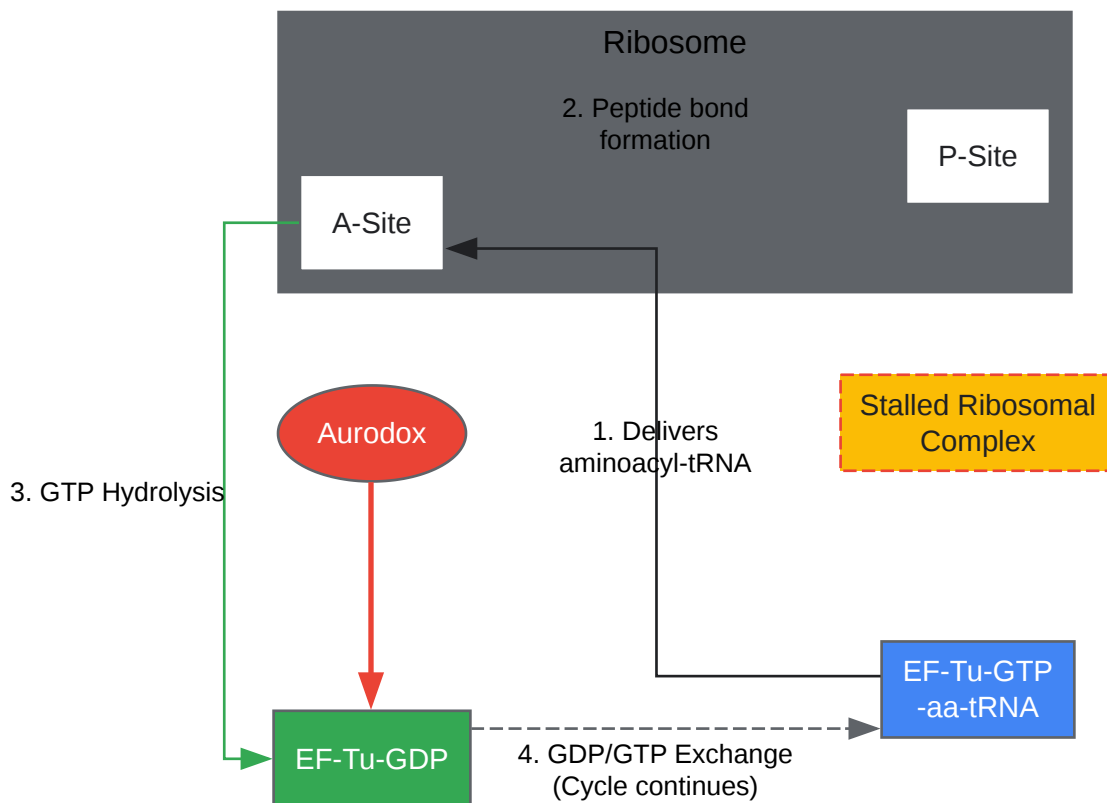 Ribosome
2. Peptide bond
formation
P-Site
A-Site
Aurodox
1. Delivers
aminoacyl-tRNA
Stalled Ribosomal
Complex
3. GTP Hydrolysis
EF-Tu-GTP
-aa-tRNA
EF-Tu-GDP
4. GDP/GTP Exchange
(Cycle continues)